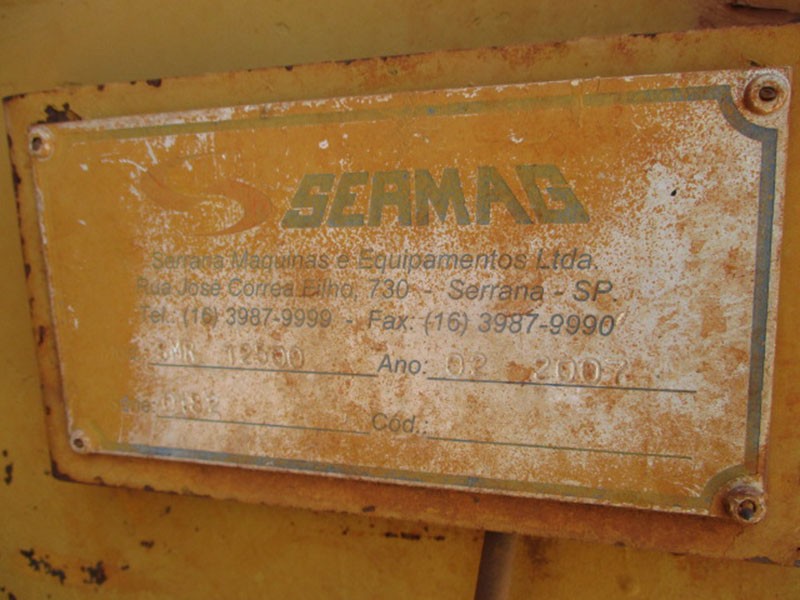 SERMAG
Serrana Maquinas e Equipamentos Ltda.
Rua José Correa Filho, 730 - Serrana - SP.
Tel. (16) 3987-9999 - Fax: (16) 3987-9990
12500 Ano: 02 2007
Cód.: